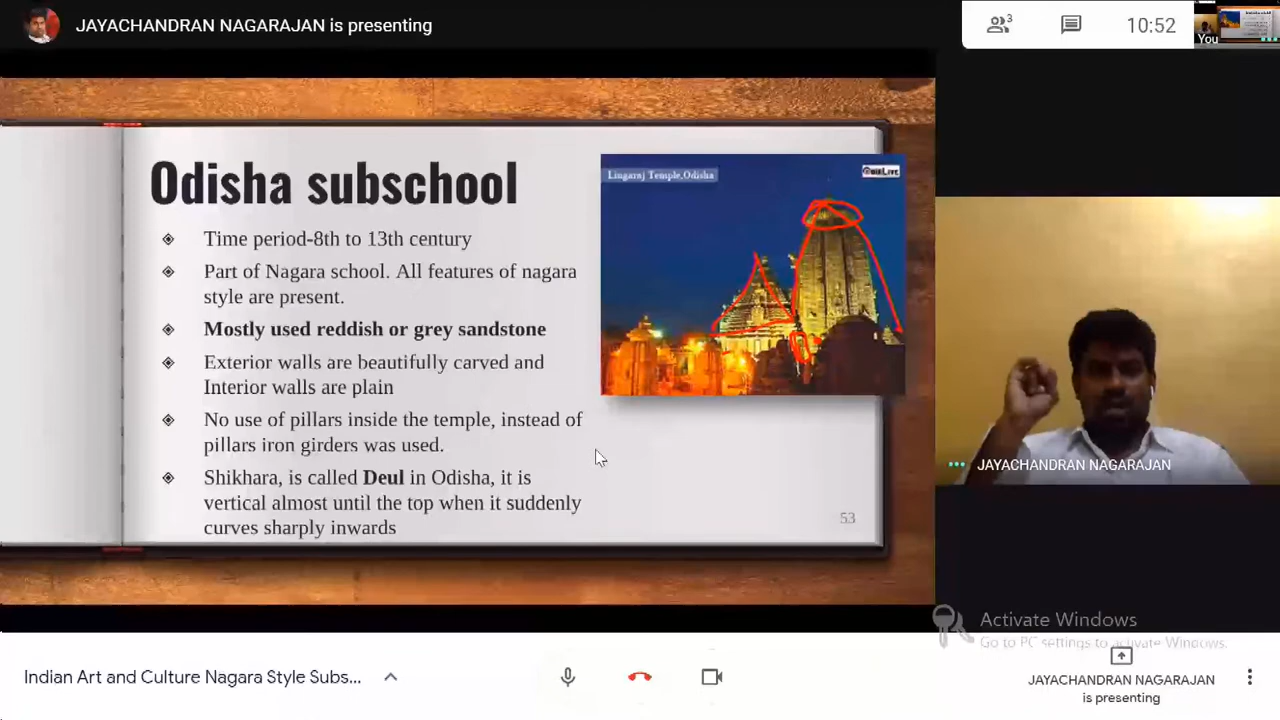 JAYACHANDRAN NAGARAJAN is presenting
3
10:52
You
Odisha subschool
Time period-8th to 13th century
Part of Nagara school. All features of nagara
style are present.
Mostly used reddish or grey sandstone
Exterior walls are beautifully carved and
Interior walls are plain
No use of pillars inside the temple, instead of
pillars iron girders was used.
Shikhara, is called Deul in Odisha, it is
vertical almost until the top when it suddenly
curves sharply inwards
Lingaraj Temple,Odisha
53
JAYACHANDRAN NAGARAJAN
Activate Windows
Go to PC settings to activate Windows.
Indian Art and Culture Nagara Style Subs...
JAYACHANDRAN NAGARAJAN
is presenting